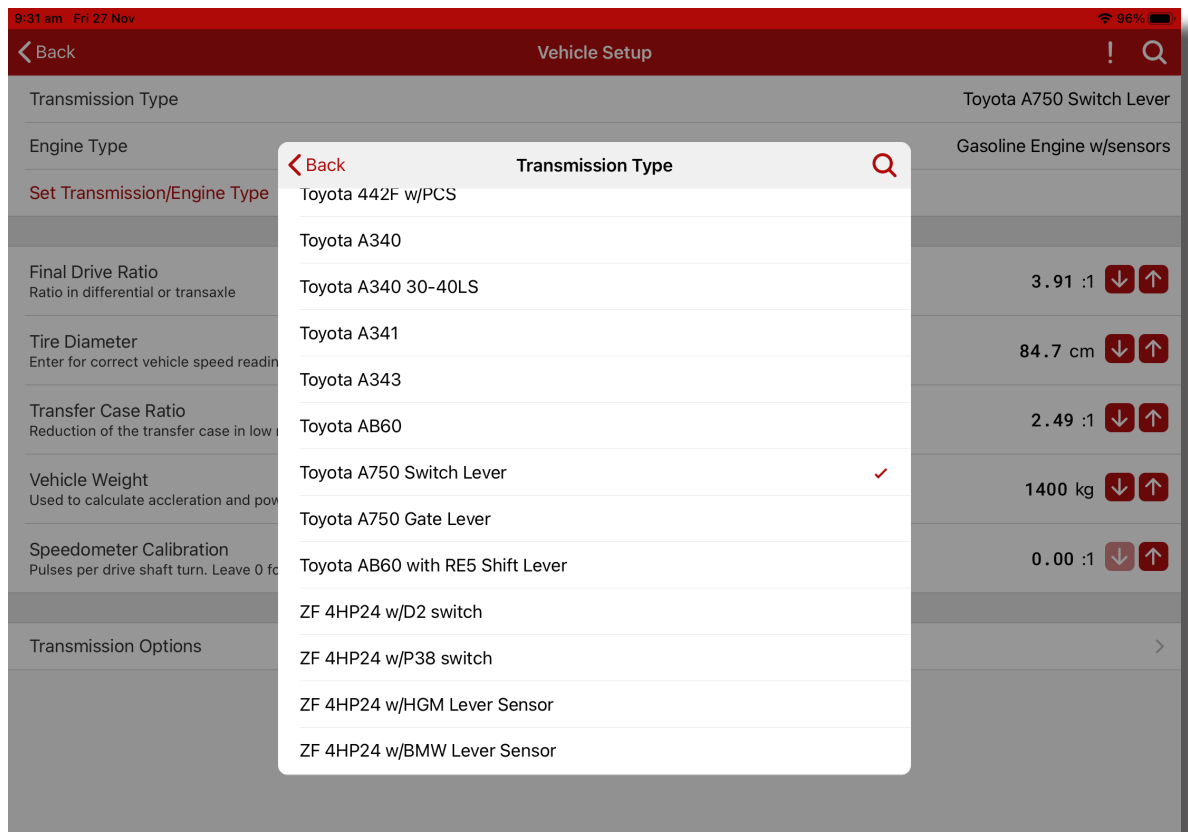 9:31 am Fri 27 Nov
96%
Back
Vehicle Setup
!
Transmission Type
Toyota A750 Switch Lever
Engine Type
Gasoline Engine w/sensors
Set Transmission/Engine Type
Final Drive Ratio
Ratio in differential or transaxle
3.91 :1
Tire Diameter
Enter for correct vehicle speed readin
84.7 cm
Transfer Case Ratio
Reduction of the transfer case in low
2.49 :1
Vehicle Weight
Used to calculate accleration and pow
1400 kg
Speedometer Calibration
Pulses per drive shaft turn. Leave 0 fo
0.00 :1
Transmission Options
Back
Transmission Type
Toyota 442F w/PCS
Toyota A340
Toyota A340 30-40LS
Toyota A341
Toyota A343
Toyota AB60
Toyota A750 Switch Lever
Toyota A750 Gate Lever
Toyota AB60 with RE5 Shift Lever
ZF 4HP24 w/D2 switch
ZF 4HP24 w/P38 switch
ZF 4HP24 w/HGM Lever Sensor
ZF 4HP24 w/BMW Lever Sensor